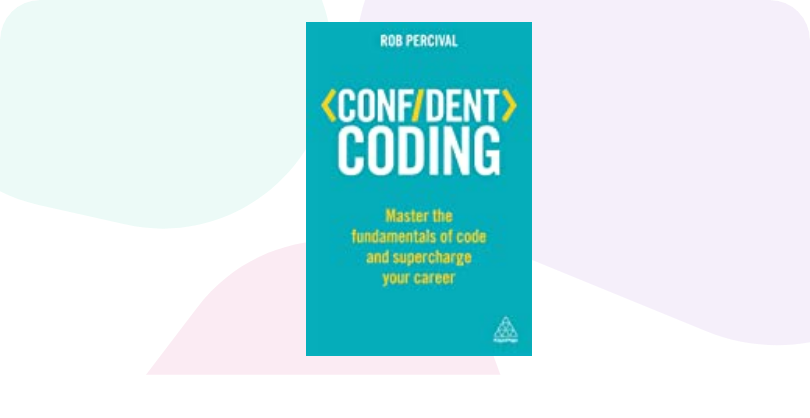 ROB PERCIVAL
<CONF/DENT>
CODING
Master the
fundamentals of code
and supercharge
your career